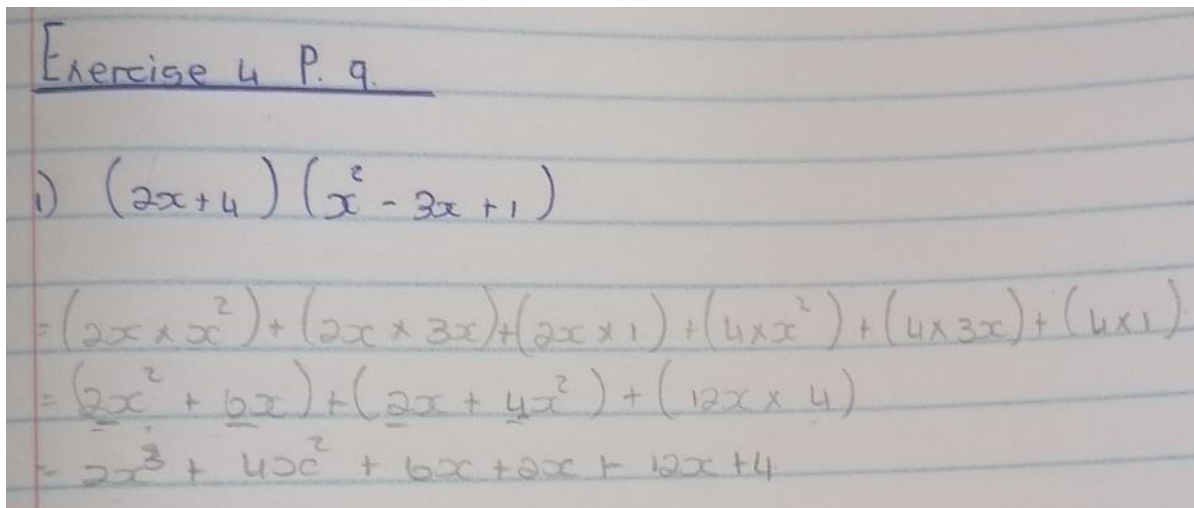 Exercise 4 P. 9.
1) (2x+4)(x² - 3x +1)
=(2x × x²)+(2x × 3x)+(2x × 1)+(4×x²)+(4×3x)+(4×1)
=(2x² + 6x)+(2x + 4x²)+(12x × 4)
= 2x³ + 4x² + 6x +2x + 12x +4